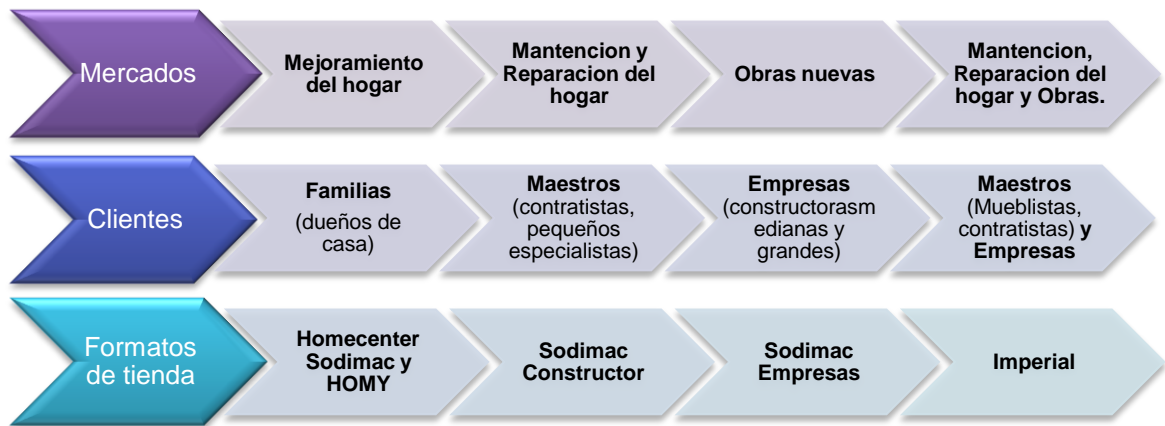 Mercados
Mejoramiento
del hogar
Mantencion y
Reparacion del
hogar
Obras nuevas
Mantencion,
Reparacion del
hogar y Obras.
Clientes
Familias
(dueños de
casa)
Maestros
(contratistas,
pequeños
especialistas)
Empresas
(constructorasm
edianas y
grandes)
Maestros
(Mueblistas,
contratistas) y
Empresas
Formatos
de tienda
Homecenter
Sodimac y
HOMY
Sodimac
Constructor
Sodimac
Empresas
Imperial